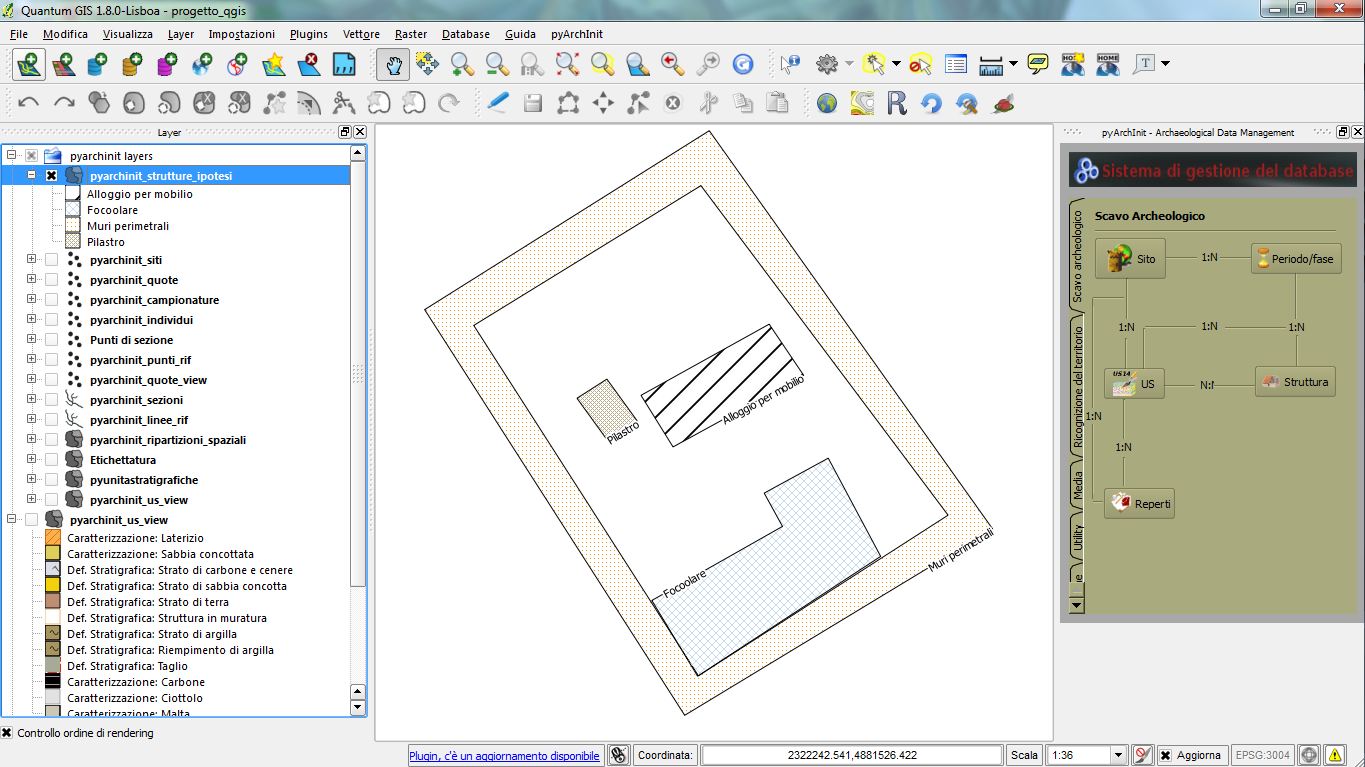 Quantum GIS 1.8.0-Lisboa - progetto_qgis
File Modifica Visualizza Layer Impostazioni Plugins Vettore Raster Database Guida pyArchInit
Layer
pyarchinit layers
pyarchinit_strutture_ipotesi
Alloggio per mobilio
Focoolare
Muri perimetrali
Pilastro
pyarchinit_siti
pyarchinit_quote
pyarchinit_campionature
pyarchinit_individui
Punti di sezione
pyarchinit_punti_rif
pyarchinit_quote_view
pyarchinit_sezioni
pyarchinit_linee_rif
pyarchinit_ripartizioni_spaziali
Etichettatura
pyunitastratigrafiche
pyarchinit_us_view
pyarchinit_us_view
Caratterizzazione: Laterizio
Caratterizzazione: Sabbia concottata
Def. Stratigrafica: Strato di carbone e cenere
Def. Stratigrafica: Strato di sabbia concotta
Def. Stratigrafica: Strato di terra
Def. Stratigrafica: Struttura in muratura
Def. Stratigrafica: Strato di argilla
Def. Stratigrafica: Riempimento di argilla
Def. Stratigrafica: Taglio
Caratterizzazione: Carbone
Caratterizzazione: Ciottolo
Caratterizzazione: Malta
Controllo ordine di rendering
Pilastro
Alloggio per mobilio
Focoolare
Muri perimetrali
pyArchInit - Archaeological Data Management
Sistema di gestione del database
Scavo archeologico
Ricognizione del territorio
Media
Utility
Scavo Archeologico
Sito
1:N
Periodo/fase
1:N
1:N
1:N
US
N:
Struttura
1:N
1:N
Reperti
Plugin, c'è un aggiornamento disponibile
Coordinata:
2322242.541,4881526.422
Scala
1:36
Aggiorna
EPSG:3004